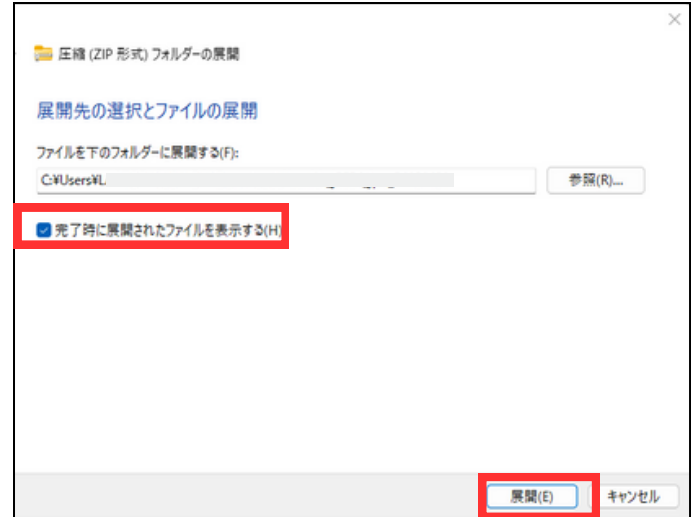 圧縮 (ZIP 形式) フォルダーの展開
展開先の選択とファイルの展開
ファイルを下のフォルダーに展開する(F):
C:¥Users¥L
参照(R)...
完了時に展開されたファイルを表示する(H)
展開(E)
キャンセル